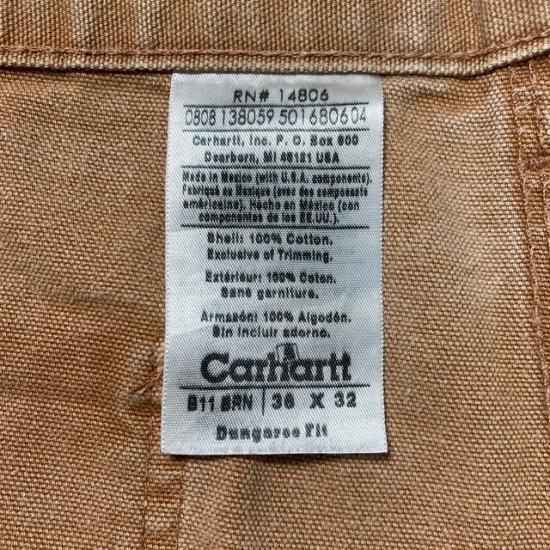 RN# 14806
0808 138059 501680604
Carhartt, Inc. P. O. Box 600
Dearborn, MI 48121 USA
Made in Mexico (with U.S.A. components).
Fabriqué au Mexique (avec des composants
américains). Hecho en México (con
componentes de los EE.UU.).
Shell: 100% Cotton.
Exclusive of Trimming.
Extérieur: 100% Coton.
Sans garniture.
Armazón: 100% Algodón.
Sin incluir adorno.
Carhartt
B11 BRN 36 X 32
Dungaree Fit